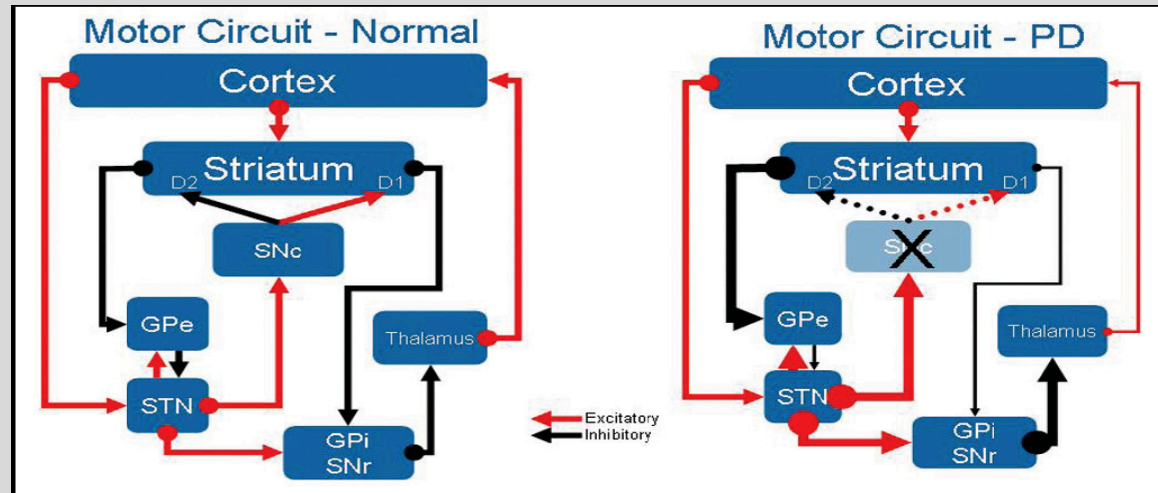 Motor Circuit - Normal
Cortex
Striatum
D2
D1
SNc
GPe
Thalamus
STN
GPi
SNr
Excitatory
Inhibitory
Motor Circuit - PD
Cortex
Striatum
D2
D1
GPe
Thalamus
STN
GPi
SNr